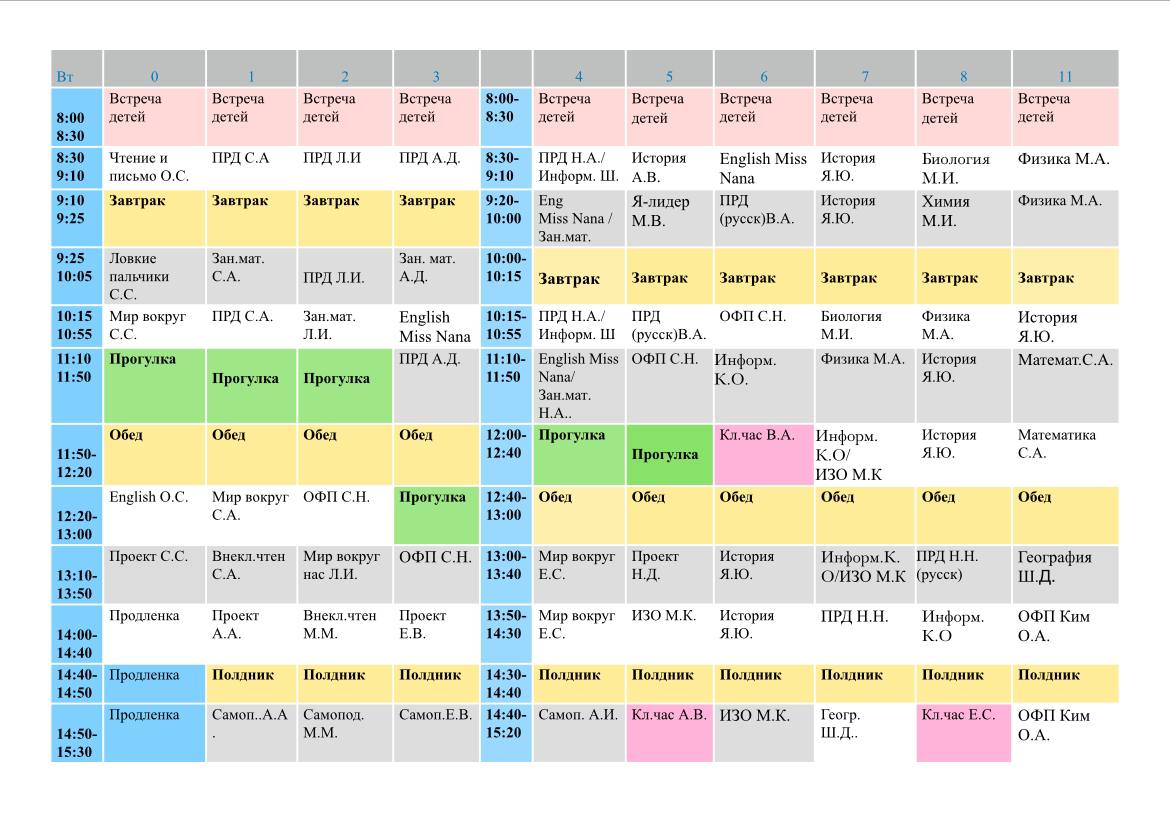 Вт 0 1 2 3 4 5 6 7 8 11
8:00 8:30 Встреча детей Встреча детей Встреча детей Встреча детей 8:00-8:30 Встреча детей Встреча детей Встреча детей Встреча детей Встреча детей Встреча детей
8:30 9:10 Чтение и письмо О.С. ПРД С.А ПРД Л.И ПРД А.Д. 8:30-9:10 ПРД Н.А./ Информ. Ш. История А.В. English Miss Nana История Я.Ю. Биология М.И. Физика М.А.
9:10 9:25 Завтрак Завтрак Завтрак Завтрак 9:20-10:00 Eng Miss Nana / Зан.мат. Я-лидер М.В. ПРД (русск)В.А. История Я.Ю. Химия М.И. Физика М.А.
9:25 10:05 Ловкие пальчики С.С. Зан.мат. С.А. ПРД Л.И. Зан. мат. А.Д. 10:00-10:15 Завтрак Завтрак Завтрак Завтрак Завтрак Завтрак
10:15 10:55 Мир вокруг С.С. ПРД С.А. Зан.мат. Л.И. English Miss Nana 10:15-10:55 ПРД Н.А./ Информ. Ш ПРД (русск)В.А. ОФП С.Н. Биология М.И. Физика М.А. История Я.Ю.
11:10 11:50 Прогулка Прогулка Прогулка ПРД А.Д. 11:10-11:50 English Miss Nana/ Зан.мат. Н.А.. ОФП С.Н. Информ. К.О. Физика М.А. История Я.Ю. Математ.С.А.
11:50-12:20 Обед Обед Обед Обед 12:00-12:40 Прогулка Прогулка Кл.час В.А. Информ. К.О/ ИЗО М.К История Я.Ю. Математика С.А.
12:20-13:00 English О.С. Мир вокруг С.А. ОФП С.Н. Прогулка 12:40-13:00 Обед Обед Обед Обед Обед Обед
13:10-13:50 Проект С.С. Внекл.чтен С.А. Мир вокруг нас Л.И. ОФП С.Н. 13:00-13:40 Мир вокруг Е.С. Проект Н.Д. История Я.Ю. Информ.К. О/ИЗО М.К ПРД Н.Н. (русск) География Ш.Д.
14:00-14:40 Продленка Проект А.А. Внекл.чтен М.М. Проект Е.В. 13:50-14:30 Мир вокруг Е.С. ИЗО М.К. История Я.Ю. ПРД Н.Н. Информ. К.О ОФП Ким О.А.
14:40-14:50 Продленка Полдник Полдник Полдник 14:30-14:40 Полдник Полдник Полдник Полдник Полдник Полдник
14:50-15:30 Продленка Самоп..А.А . Самопод. М.М. Самоп.Е.В. 14:40-15:20 Самоп. А.И. Кл.час А.В. ИЗО М.К. Геогр. Ш.Д.. Кл.час Е.С. ОФП Ким О.А.